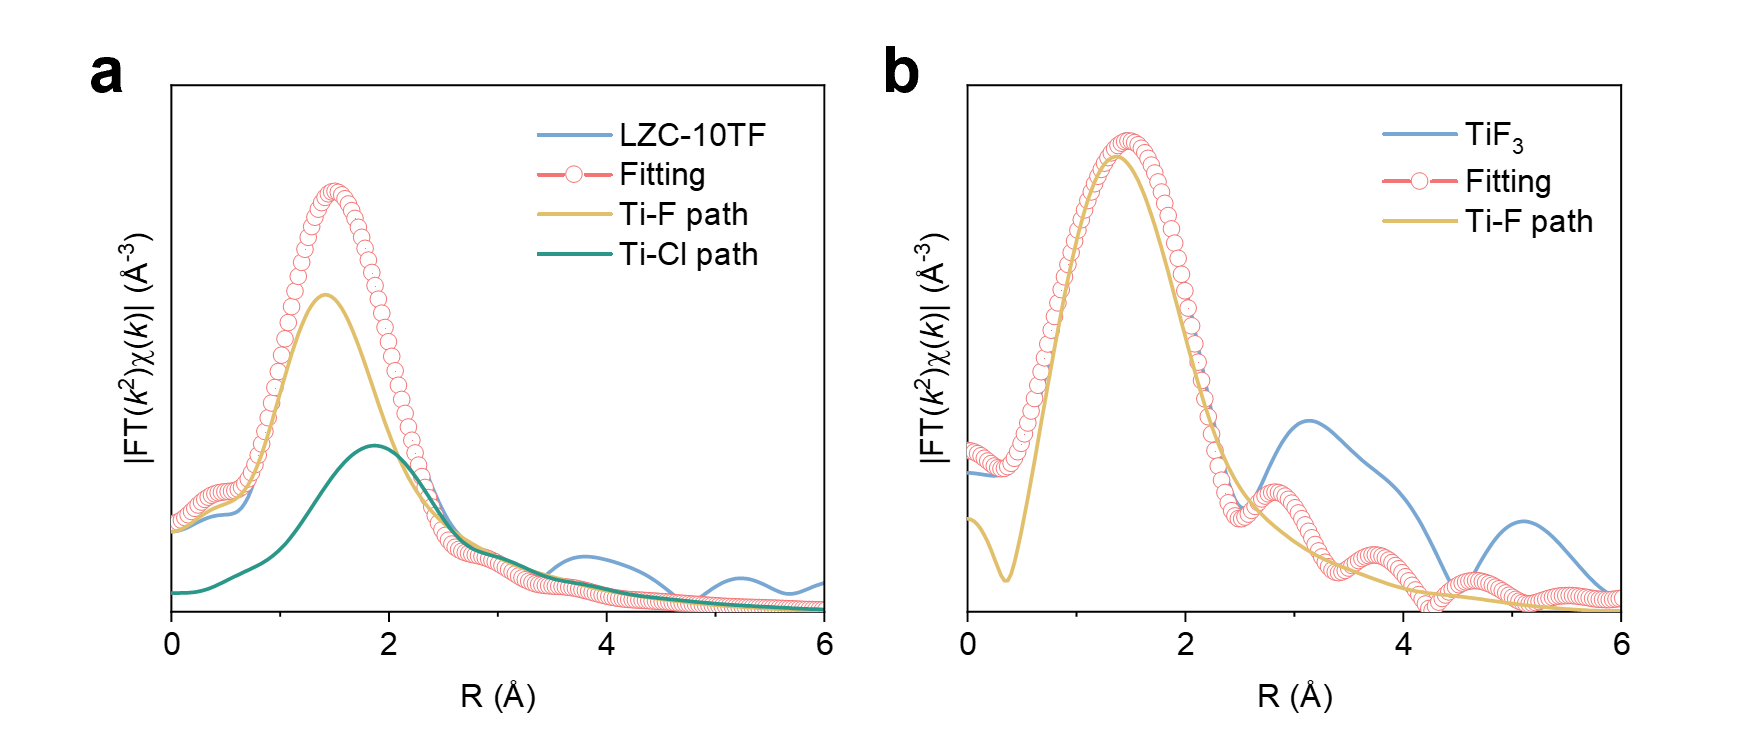 a
LZC-10TF
Fitting
Ti-F path
Ti-Cl path
|FT(k²)χ(k)| (Å⁻³)
0 2 4 6
R (Å)
b
TiF₃
Fitting
Ti-F path
|FT(k²)χ(k)| (Å⁻³)
0 2 4 6
R (Å)